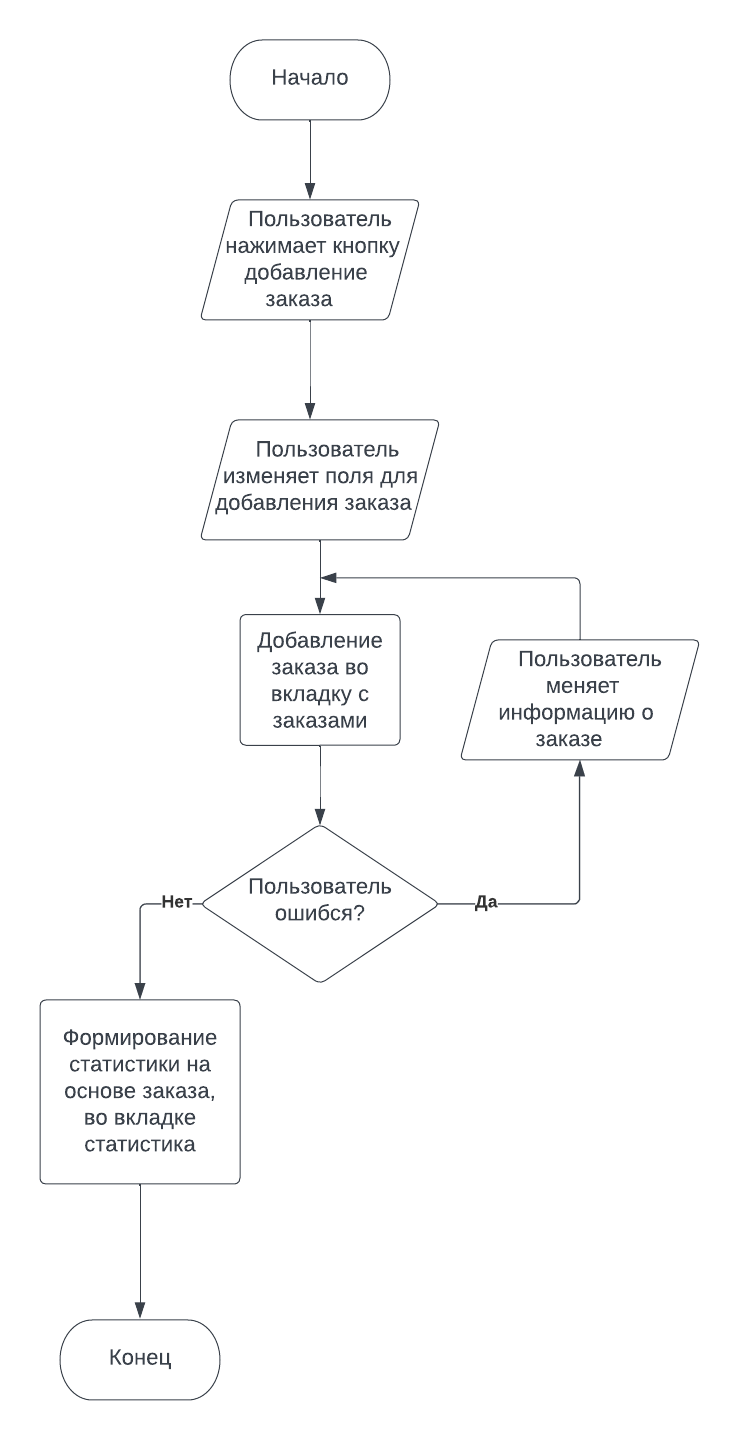 Начало
Пользователь
нажимает кнопку
добавление
заказа
Пользователь
изменяет поля для
добавления заказа
Добавление
заказа во
вкладку с
заказами
Пользователь
меняет
информацию о
заказе
Пользователь
ошибся?
Нет
Да
Формирование
статистики на
основе заказа,
во вкладке
статистика
Конец